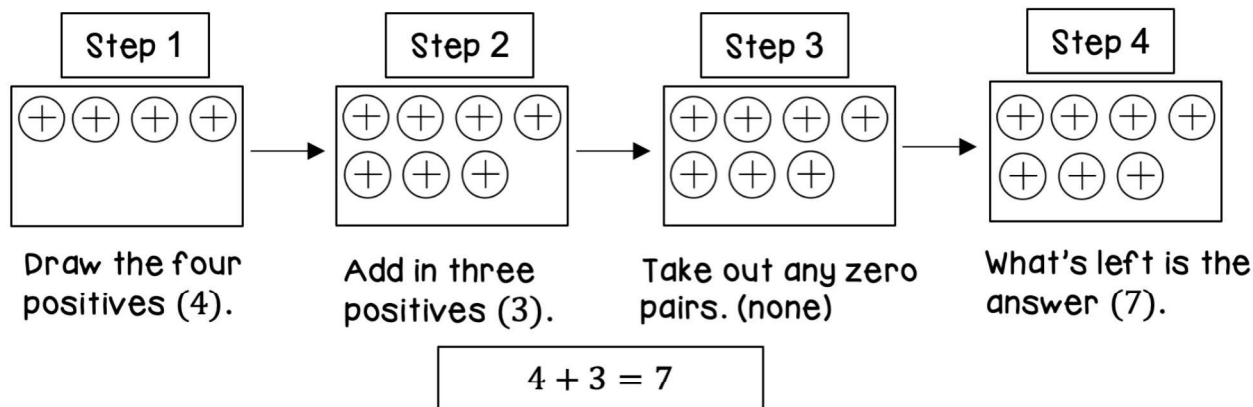 Step 1
Step 2
Step 3
Step 4
Draw the four
positives (4).
Add in three
positives (3).
Take out any zero
pairs. (none)
What's left is the
answer (7).
4 + 3 = 7